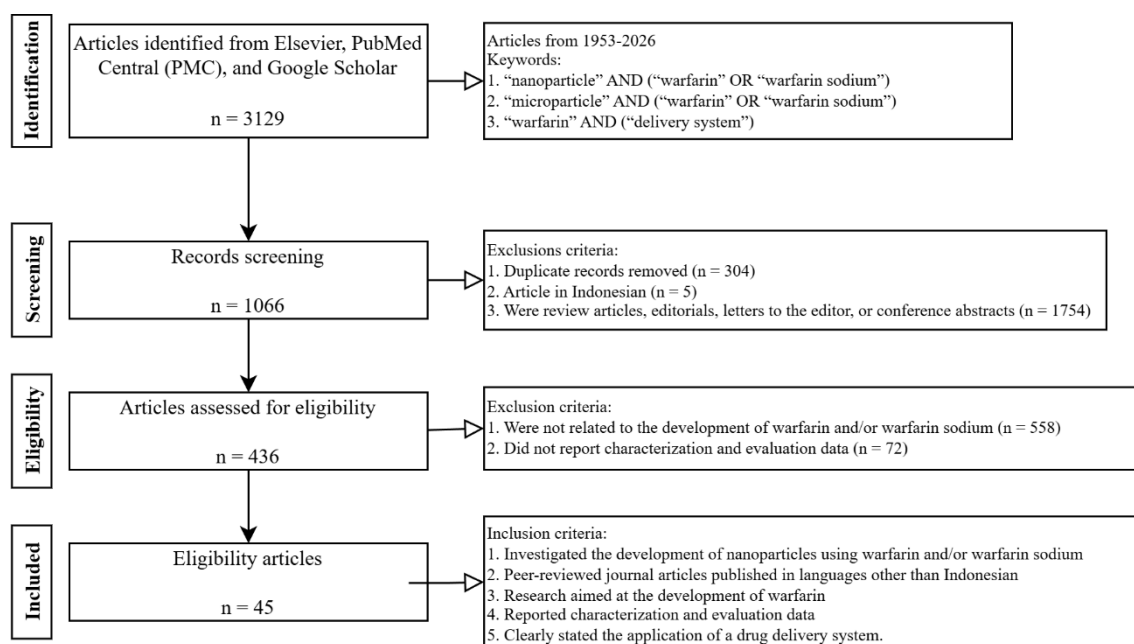 Identification
Articles identified from Elsevier, PubMed
Central (PMC), and Google Scholar
n = 3129
Articles from 1953-2026
Keywords:
1. “nanoparticle” AND (“warfarin” OR “warfarin sodium”)
2. “microparticle” AND (“warfarin” OR “warfarin sodium”)
3. “warfarin” AND (“delivery system”)
Screening
Records screening
n = 1066
Exclusions criteria:
1. Duplicate records removed (n = 304)
2. Article in Indonesian (n = 5)
3. Were review articles, editorials, letters to the editor, or conference abstracts (n = 1754)
Eligibility
Articles assessed for eligibility
n = 436
Exclusion criteria:
1. Were not related to the development of warfarin and/or warfarin sodium (n = 558)
2. Did not report characterization and evaluation data (n = 72)
Included
Eligibility articles
n = 45
Inclusion criteria:
1. Investigated the development of nanoparticles using warfarin and/or warfarin sodium
2. Peer-reviewed journal articles published in languages other than Indonesian
3. Research aimed at the development of warfarin
4. Reported characterization and evaluation data
5. Clearly stated the application of a drug delivery system.